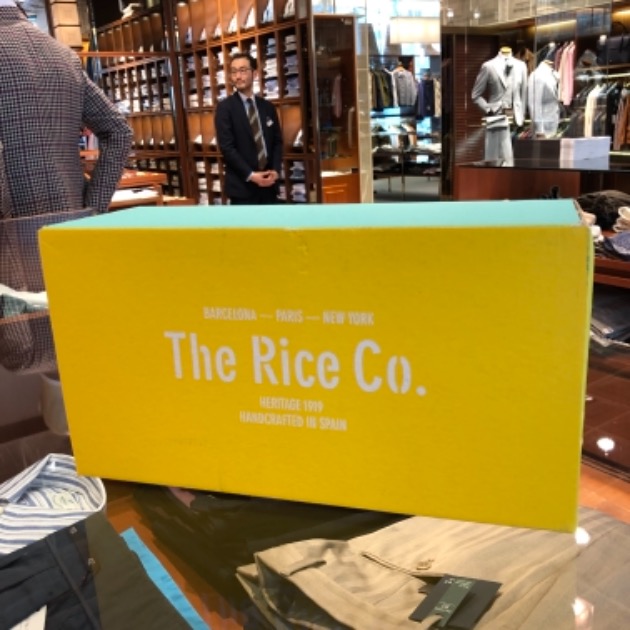 BARCELONA — PARIS — NEW YORK
The Rice Co.
HERITAGE 1919
HANDCRAFTED IN SPAIN